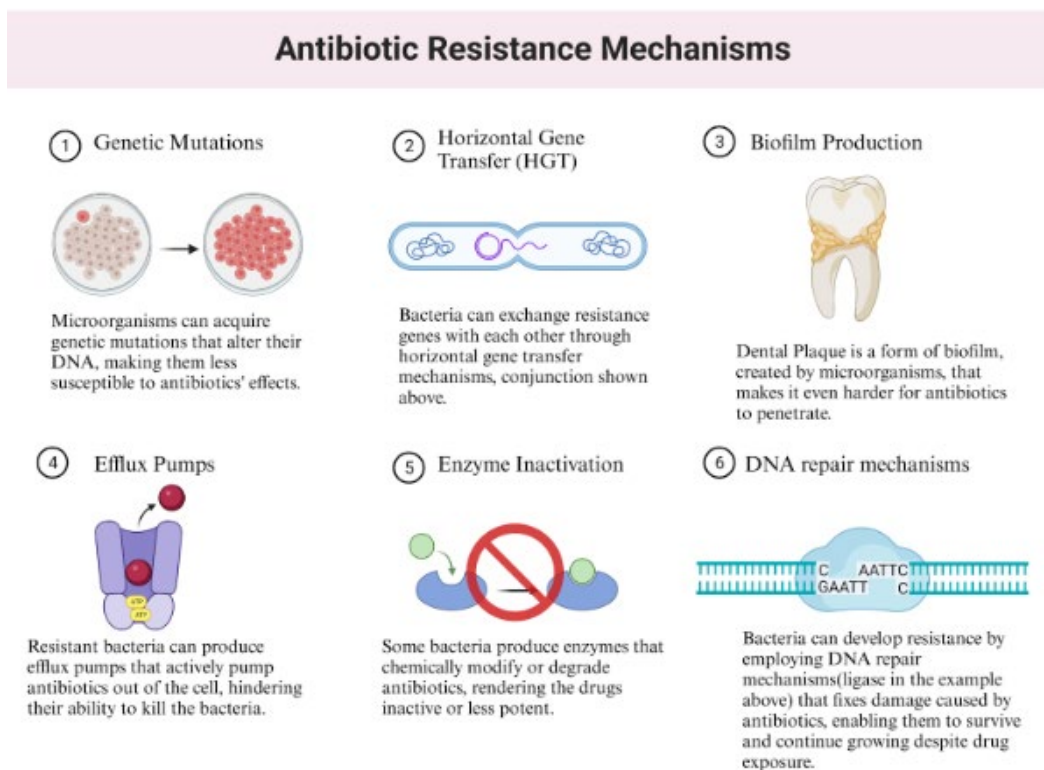 Antibiotic Resistance Mechanisms
1 Genetic Mutations
Microorganisms can acquire
genetic mutations that alter their
DNA, making them less
susceptible to antibiotics' effects.
2 Horizontal Gene
Transfer (HGT)
Bacteria can exchange resistance
genes with each other through
horizontal gene transfer
mechanisms, conjunction shown
above.
3 Biofilm Production
Dental Plaque is a form of biofilm,
created by microorganisms, that
makes it even harder for antibiotics
to penetrate.
4 Efflux Pumps
ATP
ATP
Resistant bacteria can produce
efflux pumps that actively pump
antibiotics out of the cell, hindering
their ability to kill the bacteria.
5 Enzyme Inactivation
Some bacteria produce enzymes that
chemically modify or degrade
antibiotics, rendering the drugs
inactive or less potent.
6 DNA repair mechanisms
C AATTC
GAATT C
Bacteria can develop resistance by
employing DNA repair
mechanisms(ligase in the example
above) that fixes damage caused by
antibiotics, enabling them to survive
and continue growing despite drug
exposure.